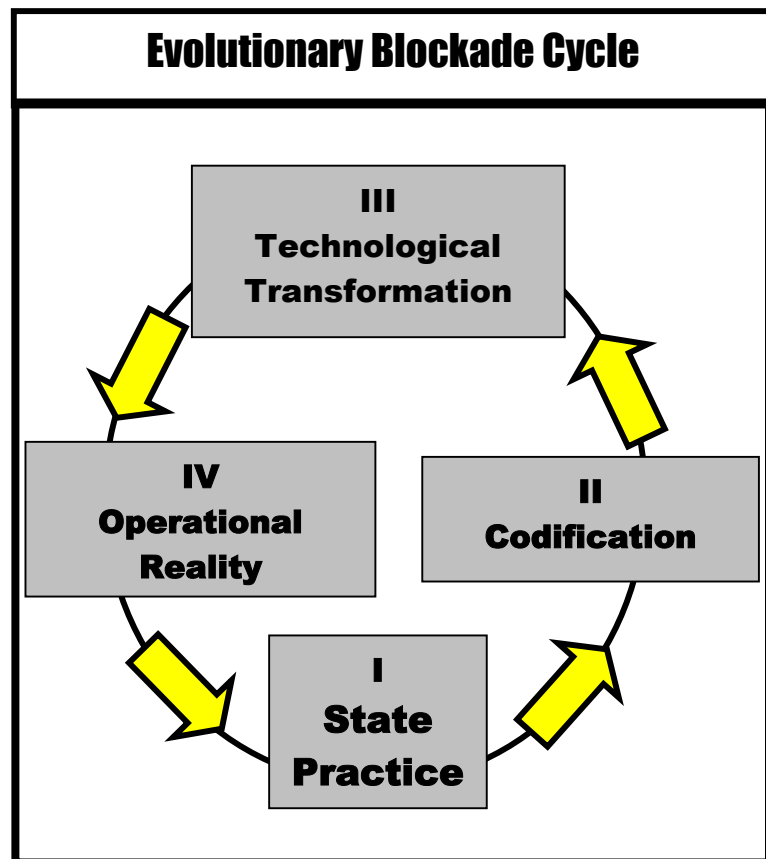 Evolutionary Blockade Cycle
III
Technological
Transformation
IV
Operational
Reality
II
Codification
I
State
Practice